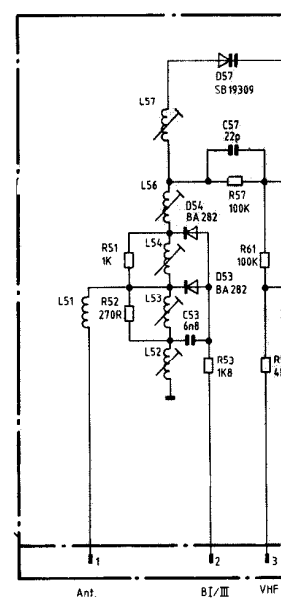 D57
SB19309
L57
C57
22p
L56
R57
100K
D54
BA 282
R51
1K
L54
R61
100K
D53
BA 282
L51
R52
270R
L53
C53
6n8
L52
R53
1K8
1
2
3
Ant.
BI/III
VHF